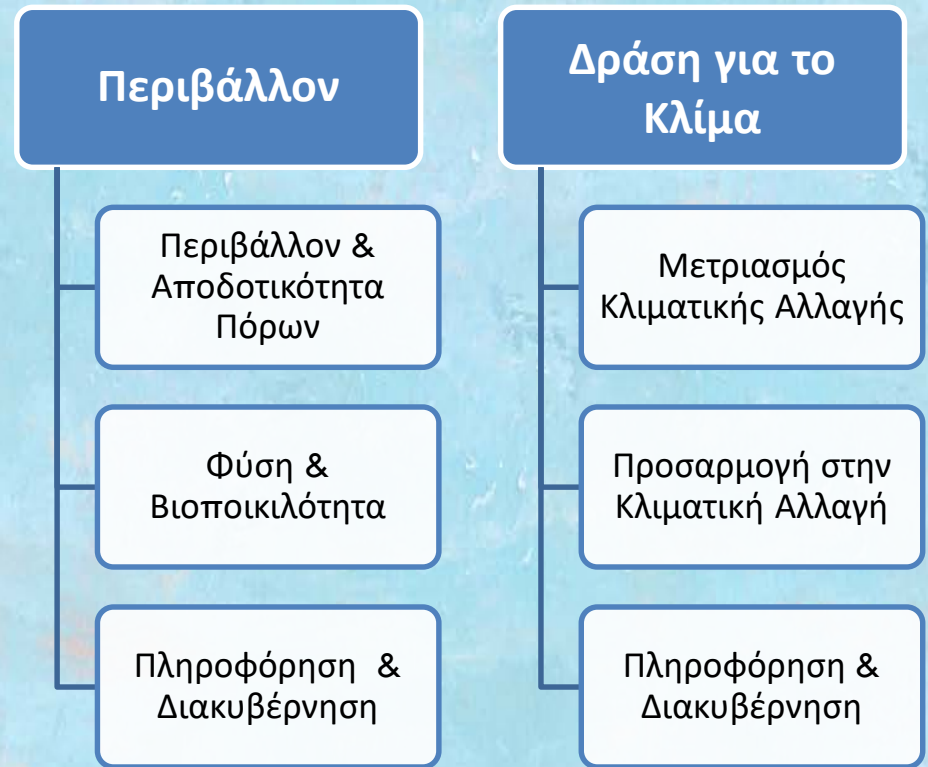 Περιβάλλον
Περιβάλλον &
Αποδοτικότητα
Πόρων
Φύση &
Βιοποικιλότητα
Πληροφόρηση &
Διακυβέρνηση
Δράση για το
Κλίμα
Μετριασμός
Κλιματικής Αλλαγής
Προσαρμογή στην
Κλιματική Αλλαγή
Πληροφόρηση &
Διακυβέρνηση